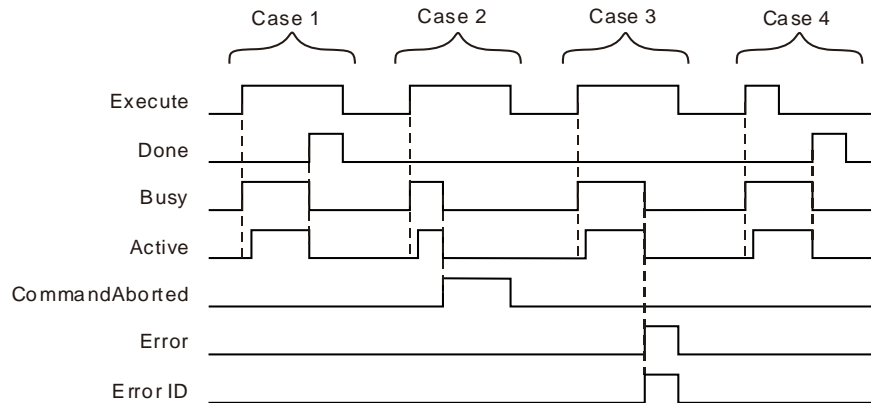 Case 1 Case 2 Case 3 Case 4
Execute
Done
Busy
Active
CommandAborted
Error
Error ID